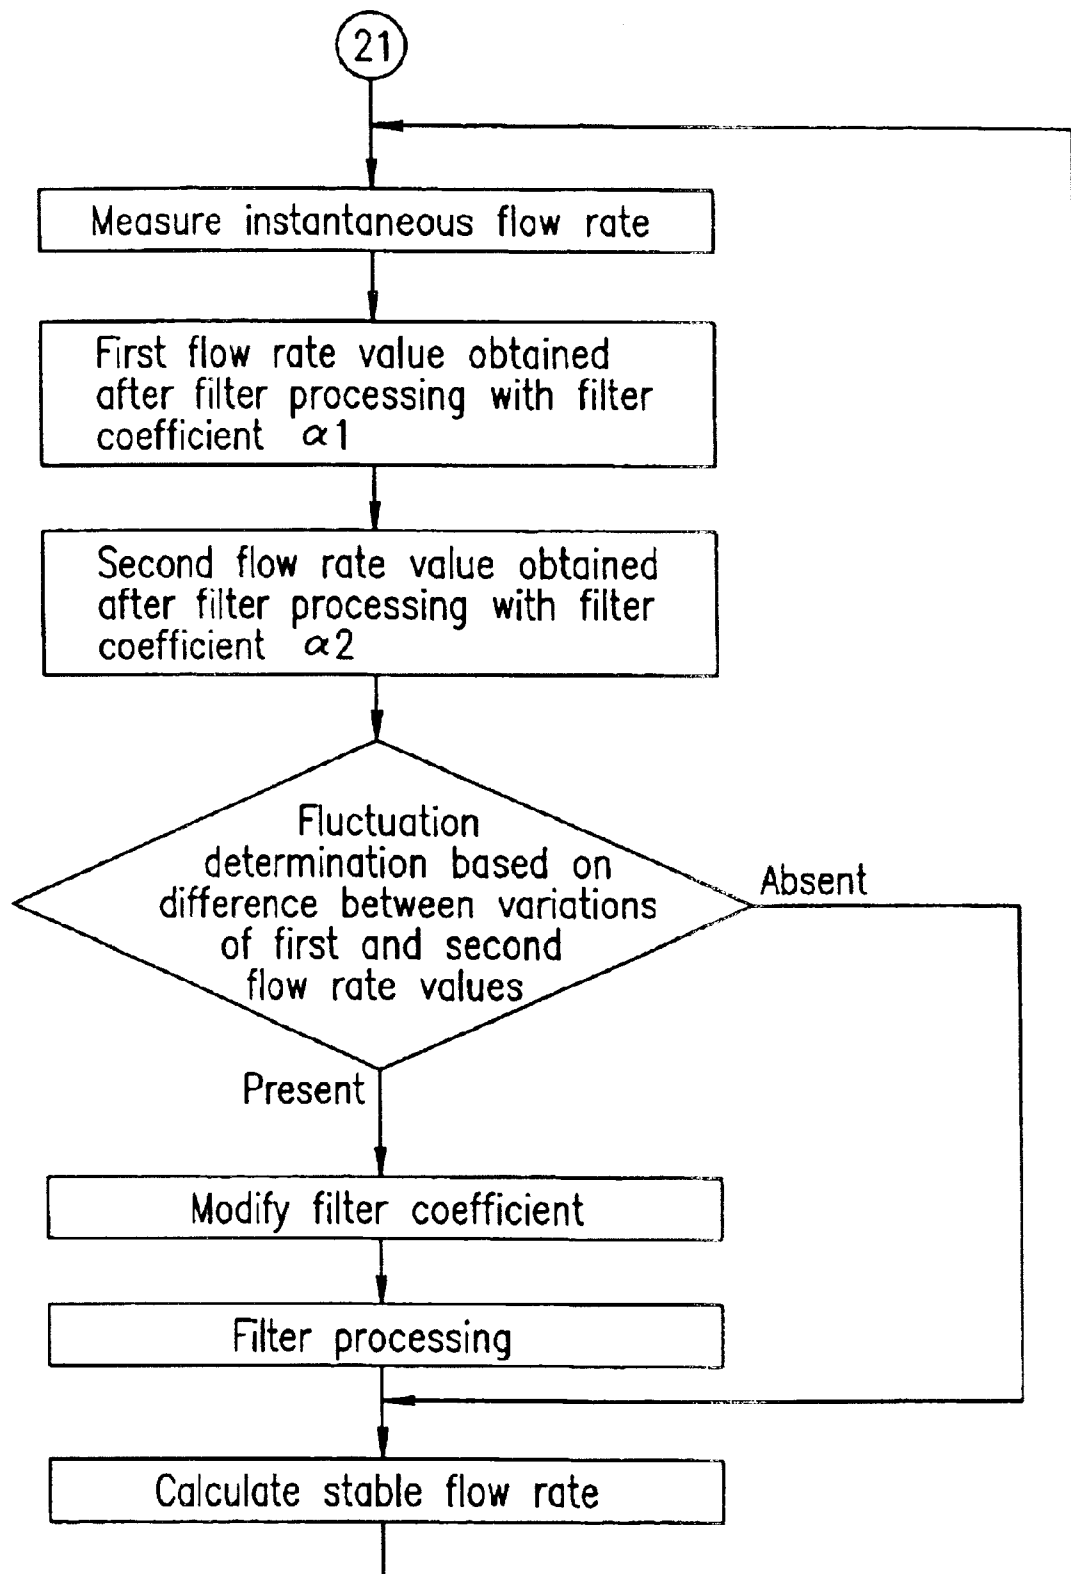 21
Measure instantaneous flow rate
First flow rate value obtained
after filter processing with filter
coefficient α1
Second flow rate value obtained
after filter processing with filter
coefficient α2
Fluctuation
determination based on
difference between variations
of first and second
flow rate values
Absent
Present
Modify filter coefficient
Filter processing
Calculate stable flow rate